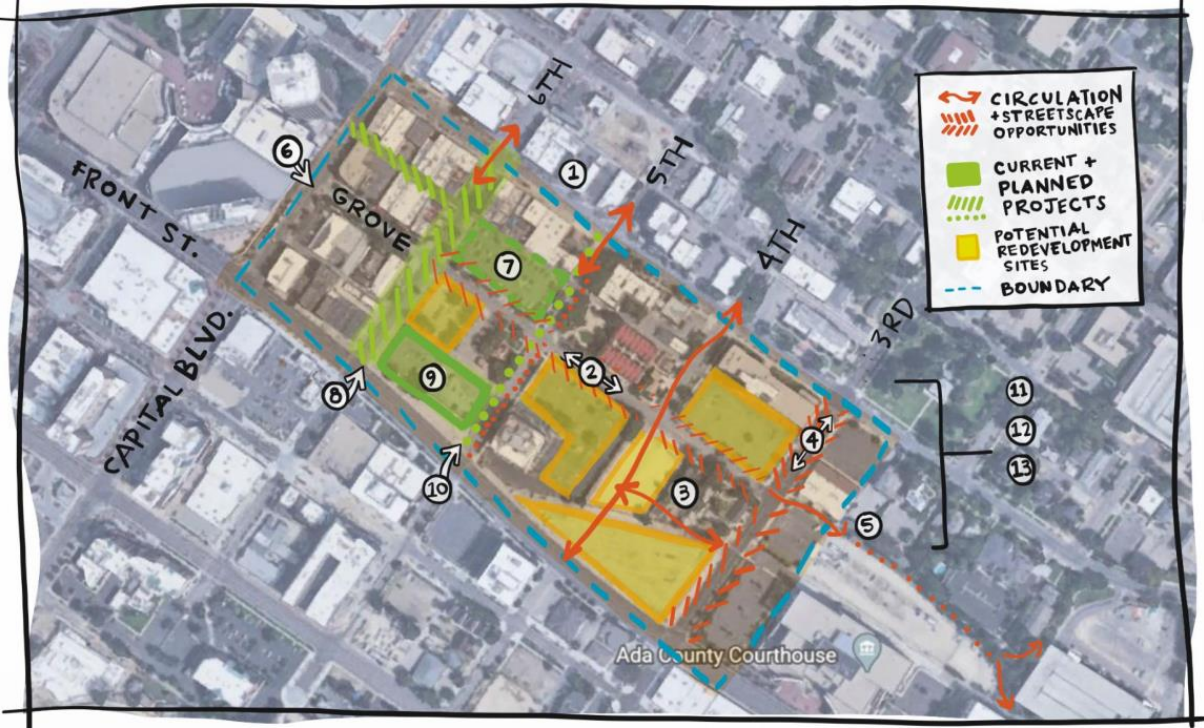 6TH
5TH
4TH
3RD
FRONT ST.
GROVE
CAPITAL BLVD.
1
2
3
4
5
6
7
8
9
10
11
12
13
CIRCULATION
+STREETSCAPE
OPPORTUNITIES
CURRENT +
PLANNED
PROJECTS
POTENTIAL
REDEVELOPMENT
SITES
BOUNDARY
Ada County Courthouse